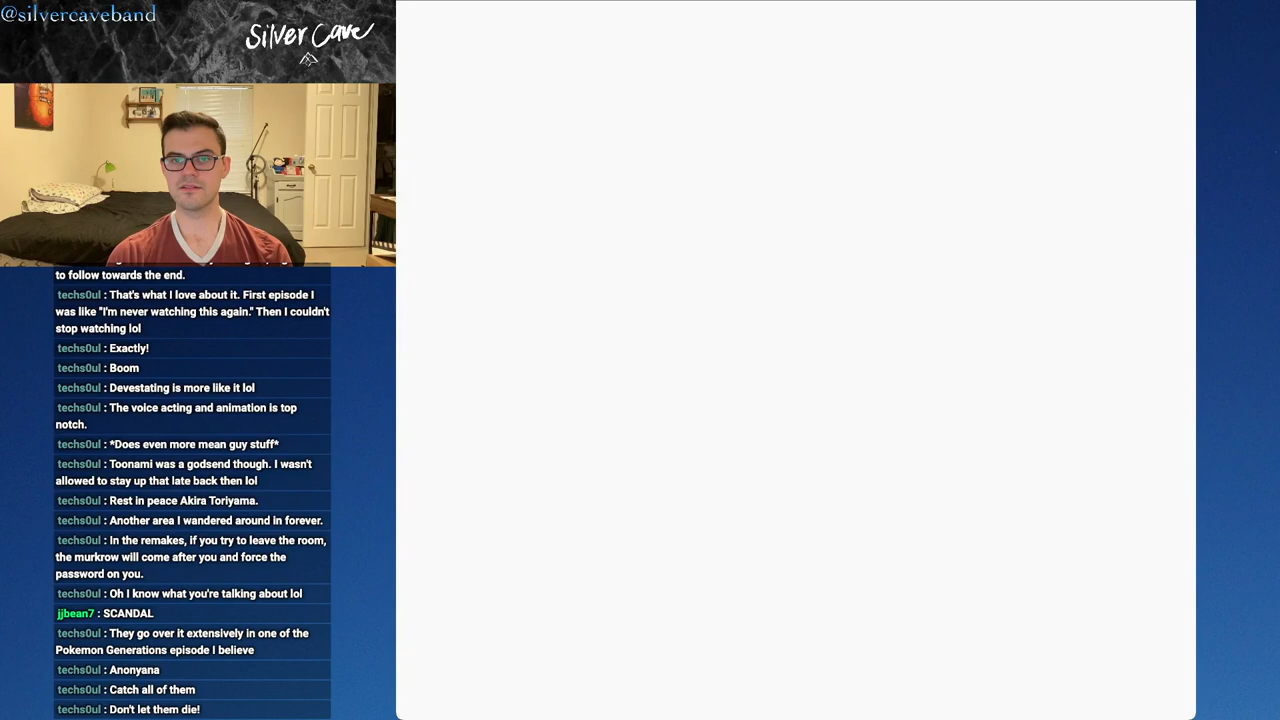 @silvercaveband
Silver Cave
to follow towards the end.
techs0ul : That's what I love about it. First episode I
was like "I'm never watching this again." Then I couldn't
stop watching lol
techs0ul : Exactly!
techs0ul : Boom
techs0ul : Devestating is more like it lol
techs0ul : The voice acting and animation is top
notch.
techs0ul : *Does even more mean guy stuff*
techs0ul : Toonami was a godsend though. I wasn't
allowed to stay up that late back then lol
techs0ul : Rest in peace Akira Toriyama.
techs0ul : Another area I wandered around in forever.
techs0ul : In the remakes, if you try to leave the room,
the murkrow will come after you and force the
password on you.
techs0ul : Oh I know what you're talking about lol
jjbean7 : SCANDAL
techs0ul : They go over it extensively in one of the
Pokemon Generations episode I believe
techs0ul : Anonyana
techs0ul : Catch all of them
techs0ul : Don't let them die!